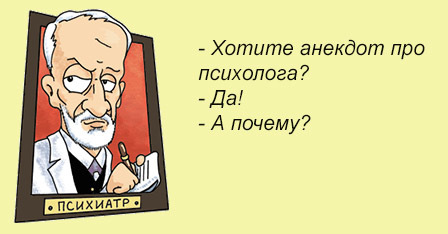 - Хотите анекдот про
психолога?
- Да!
- А почему?
ПСИХИАТР